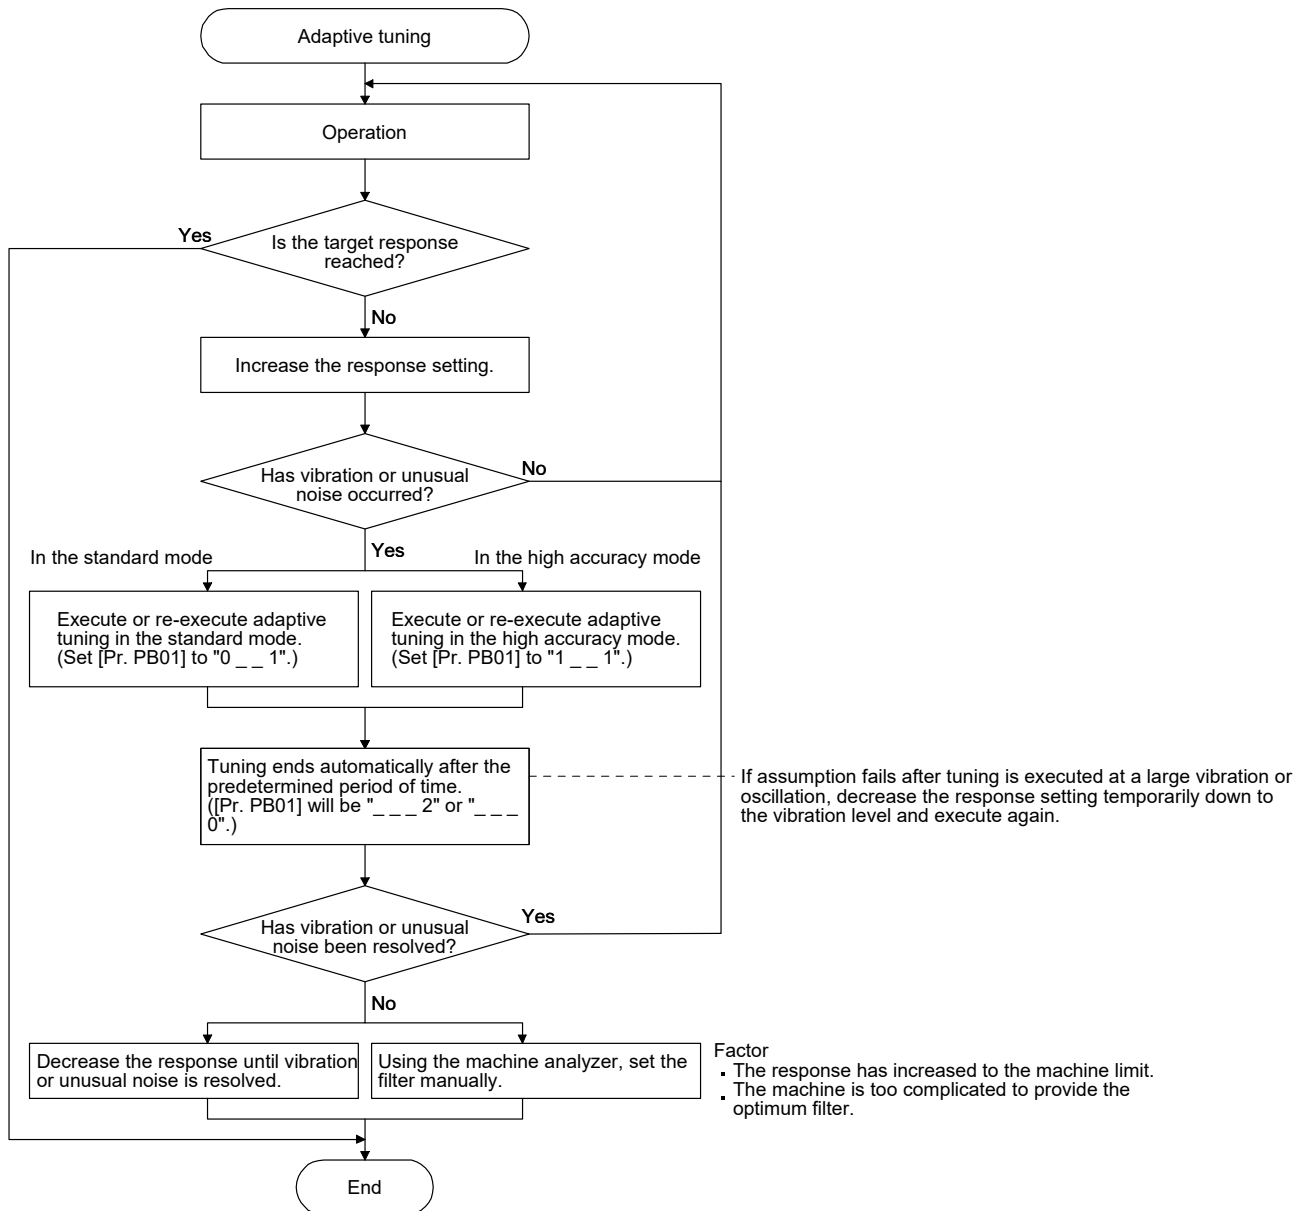 Adaptive tuning
Operation
Yes
Is the target response
reached?
No
Increase the response setting.
Has vibration or unusual
noise occurred?
No
Yes
In the standard mode
In the high accuracy mode
Execute or re-execute adaptive
tuning in the standard mode.
(Set [Pr. PB01] to "0 _ _ 1".)
Execute or re-execute adaptive
tuning in the high accuracy mode.
(Set [Pr. PB01] to "1 _ _ 1".)
Tuning ends automatically after the
predetermined period of time.
([Pr. PB01] will be "_ _ _ 2" or "_ _ _
0".)
If assumption fails after tuning is executed at a large vibration or
oscillation, decrease the response setting temporarily down to
the vibration level and execute again.
Has vibration or unusual
noise been resolved?
Yes
No
Decrease the response until vibration
or unusual noise is resolved.
Using the machine analyzer, set the
filter manually.
Factor
· The response has increased to the machine limit.
· The machine is too complicated to provide the
optimum filter.
End